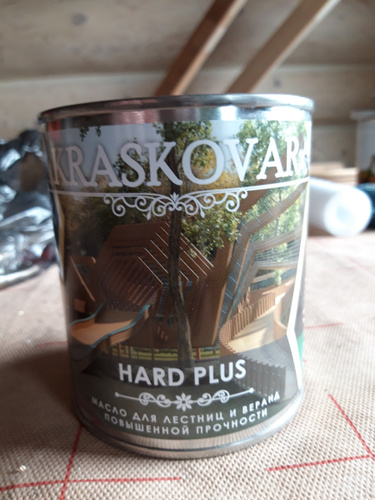 KRASKOVAR
HARD PLUS
МАСЛО ДЛЯ ЛЕСТНИЦ И ВЕРАНД
ПОВЫШЕННОЙ ПРОЧНОСТИ